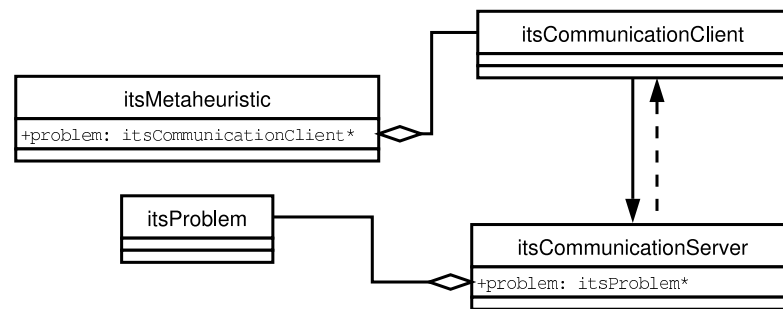 itsCommunicationClient
itsMetaheuristic
+problem: itsCommunicationClient*
itsProblem
itsCommunicationServer
+problem: itsProblem*